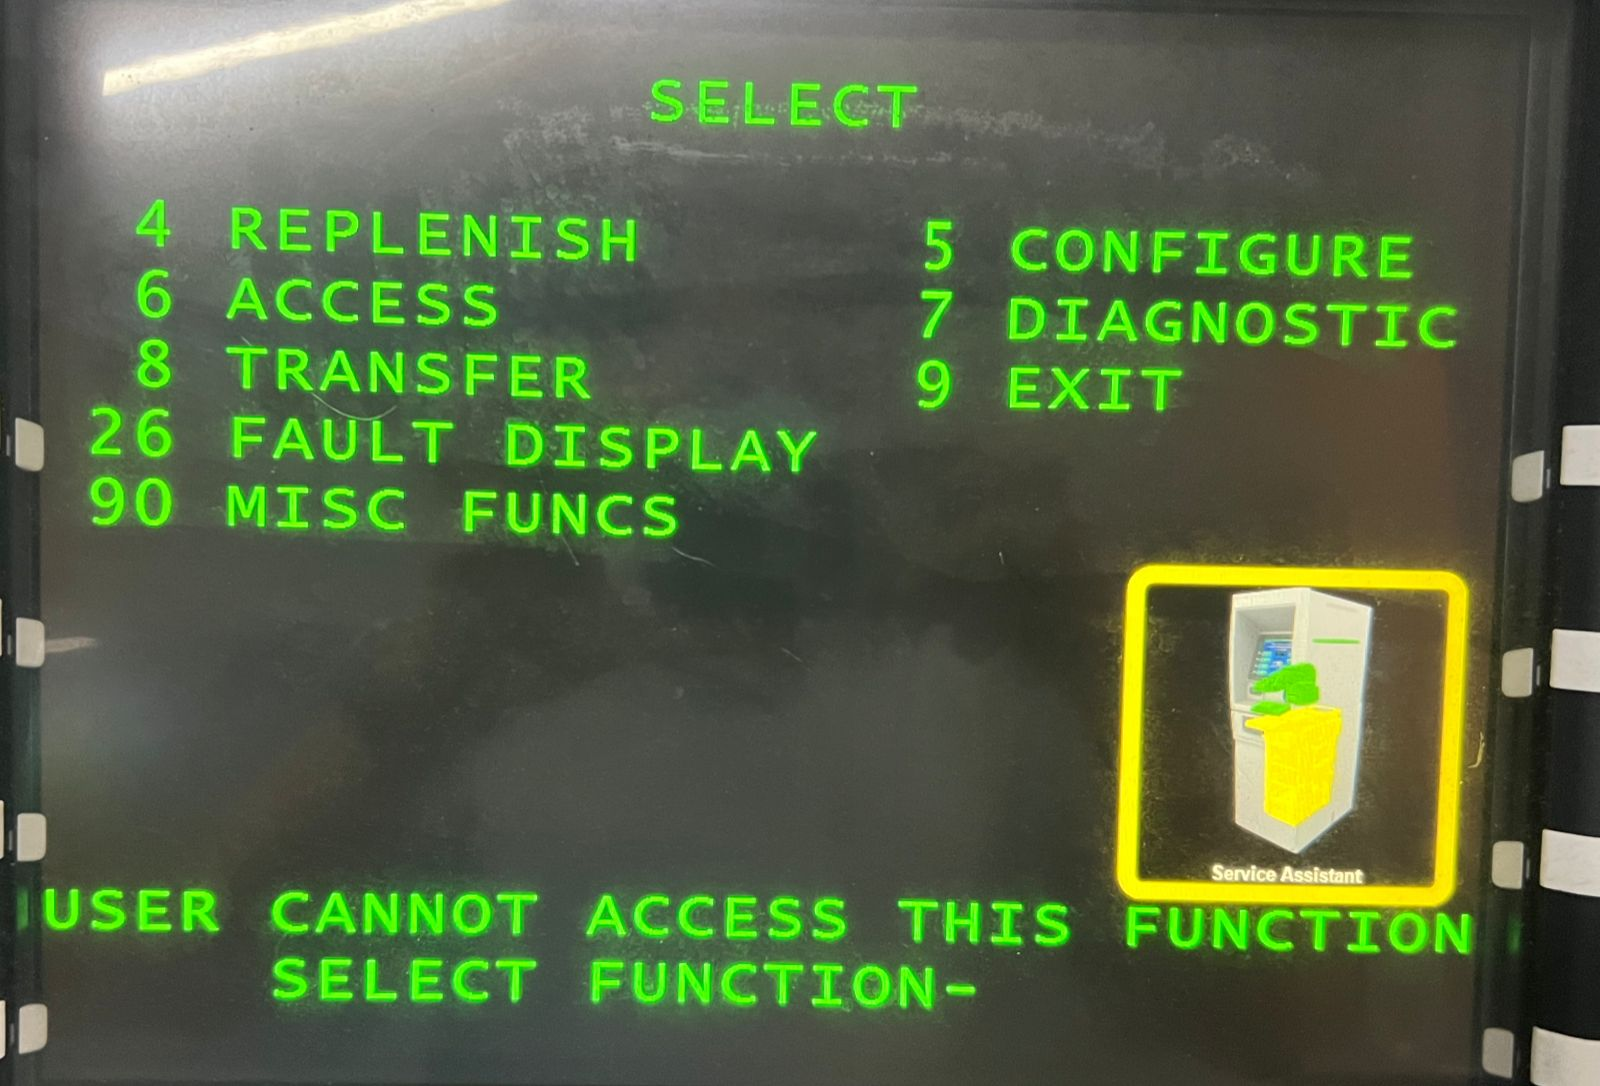 SELECT
4 REPLENISH 5 CONFIGURE
6 ACCESS 7 DIAGNOSTIC
8 TRANSFER 9 EXIT
26 FAULT DISPLAY
90 MISC FUNCS
Service Assistant
USER CANNOT ACCESS THIS FUNCTION
SELECT FUNCTION-